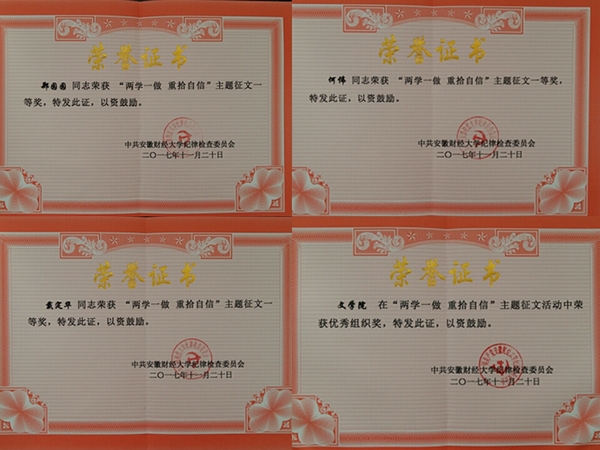 荣誉证书
郑园园 同志荣获 “两学一做 重拾自信”主题征文一
等奖，特发此证，以资鼓励。
中共安徽财经大学纪律检查委员会
二〇一七年十一月二十日
荣誉证书
何伟 同志荣获 “两学一做 重拾自信”主题征文一等奖，
特发此证，以资鼓励。
中共安徽财经大学纪律检查委员会
二〇一七年十一月二十日
荣誉证书
戴定华 同志荣获 “两学一做 重拾自信”主题征文一
等奖，特发此证，以资鼓励。
中共安徽财经大学纪律检查委员会
二〇一七年十一月二十日
荣誉证书
文学院 在“两学一做 重拾自信”主题征文活动中荣
获优秀组织奖，特发此证，以资鼓励。
中共安徽财经大学纪律检查委员会
二〇一七年十一月二十日